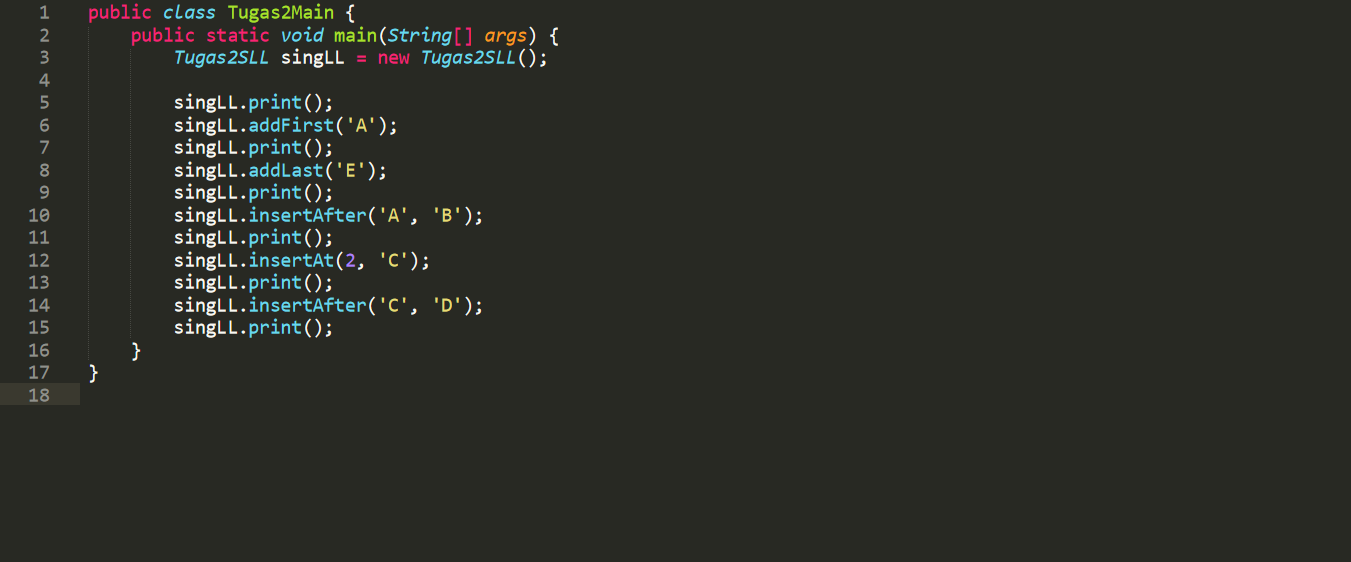 1 public class Tugas2Main {
2     public static void main(String[] args) {
3         Tugas2SLL singLL = new Tugas2SLL();
4
5         singLL.print();
6         singLL.addFirst('A');
7         singLL.print();
8         singLL.addLast('E');
9         singLL.print();
10         singLL.insertAfter('A', 'B');
11         singLL.print();
12         singLL.insertAt(2, 'C');
13         singLL.print();
14         singLL.insertAfter('C', 'D');
15         singLL.print();
16     }
17 }
18